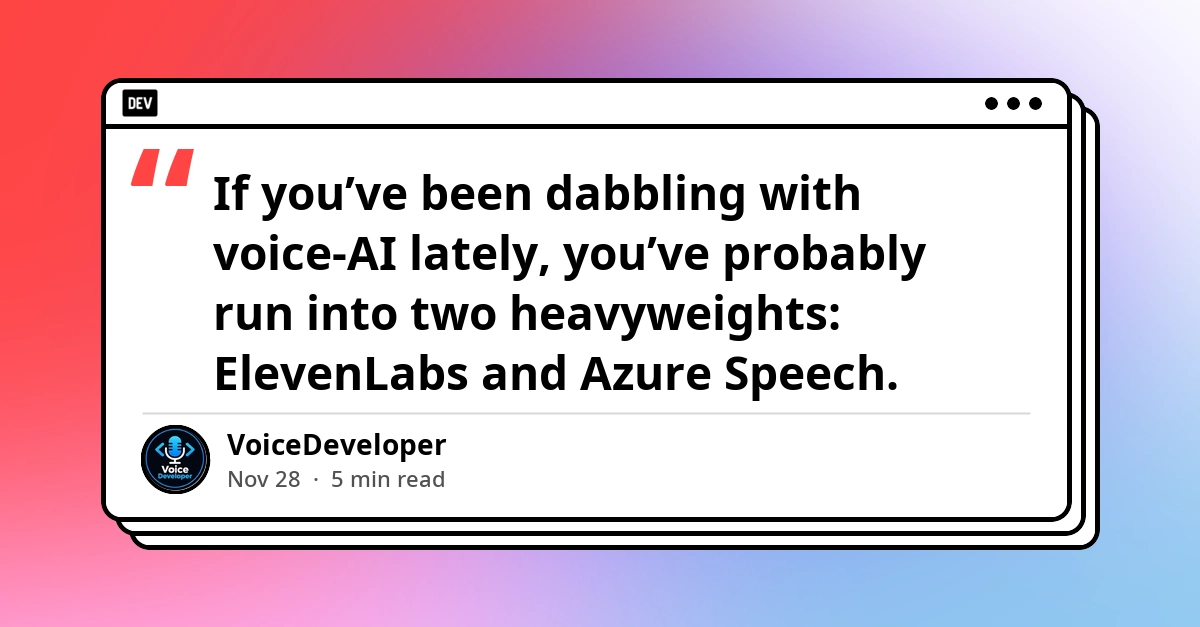 DEV
“If you’ve been dabbling with
voice-AI lately, you’ve probably
run into two heavyweights:
ElevenLabs and Azure Speech.
Voice
Developer
VoiceDeveloper
Nov 28 · 5 min read